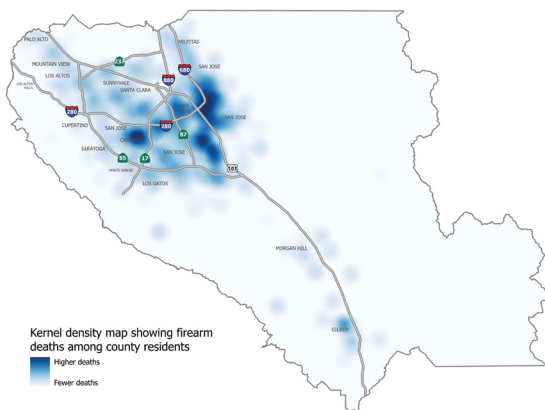 PALO ALTO
MILPITAS
237
680
MOUNTAIN VIEW
880
SAN JOSE
LOS ALTOS
LOS ALTOS
HILLS
SUNNYVALE
SANTA CLARA
280
CUPERTINO
SAN JOSE
280
SAN JOSE
87
SARATOGA
85
17
SAN JOSE
MONTE SERENO
101
LOS GATOS
MORGAN HILL
GILROY
Kernel density map showing firearm
deaths among county residents
Higher deaths
Fewer deaths